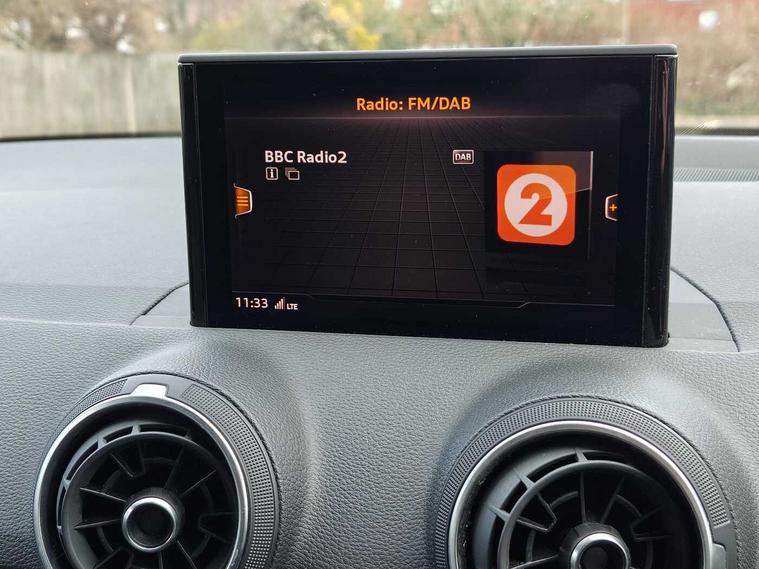 Radio: FM/DAB
BBC Radio2
DAB
2
11:33 LTE